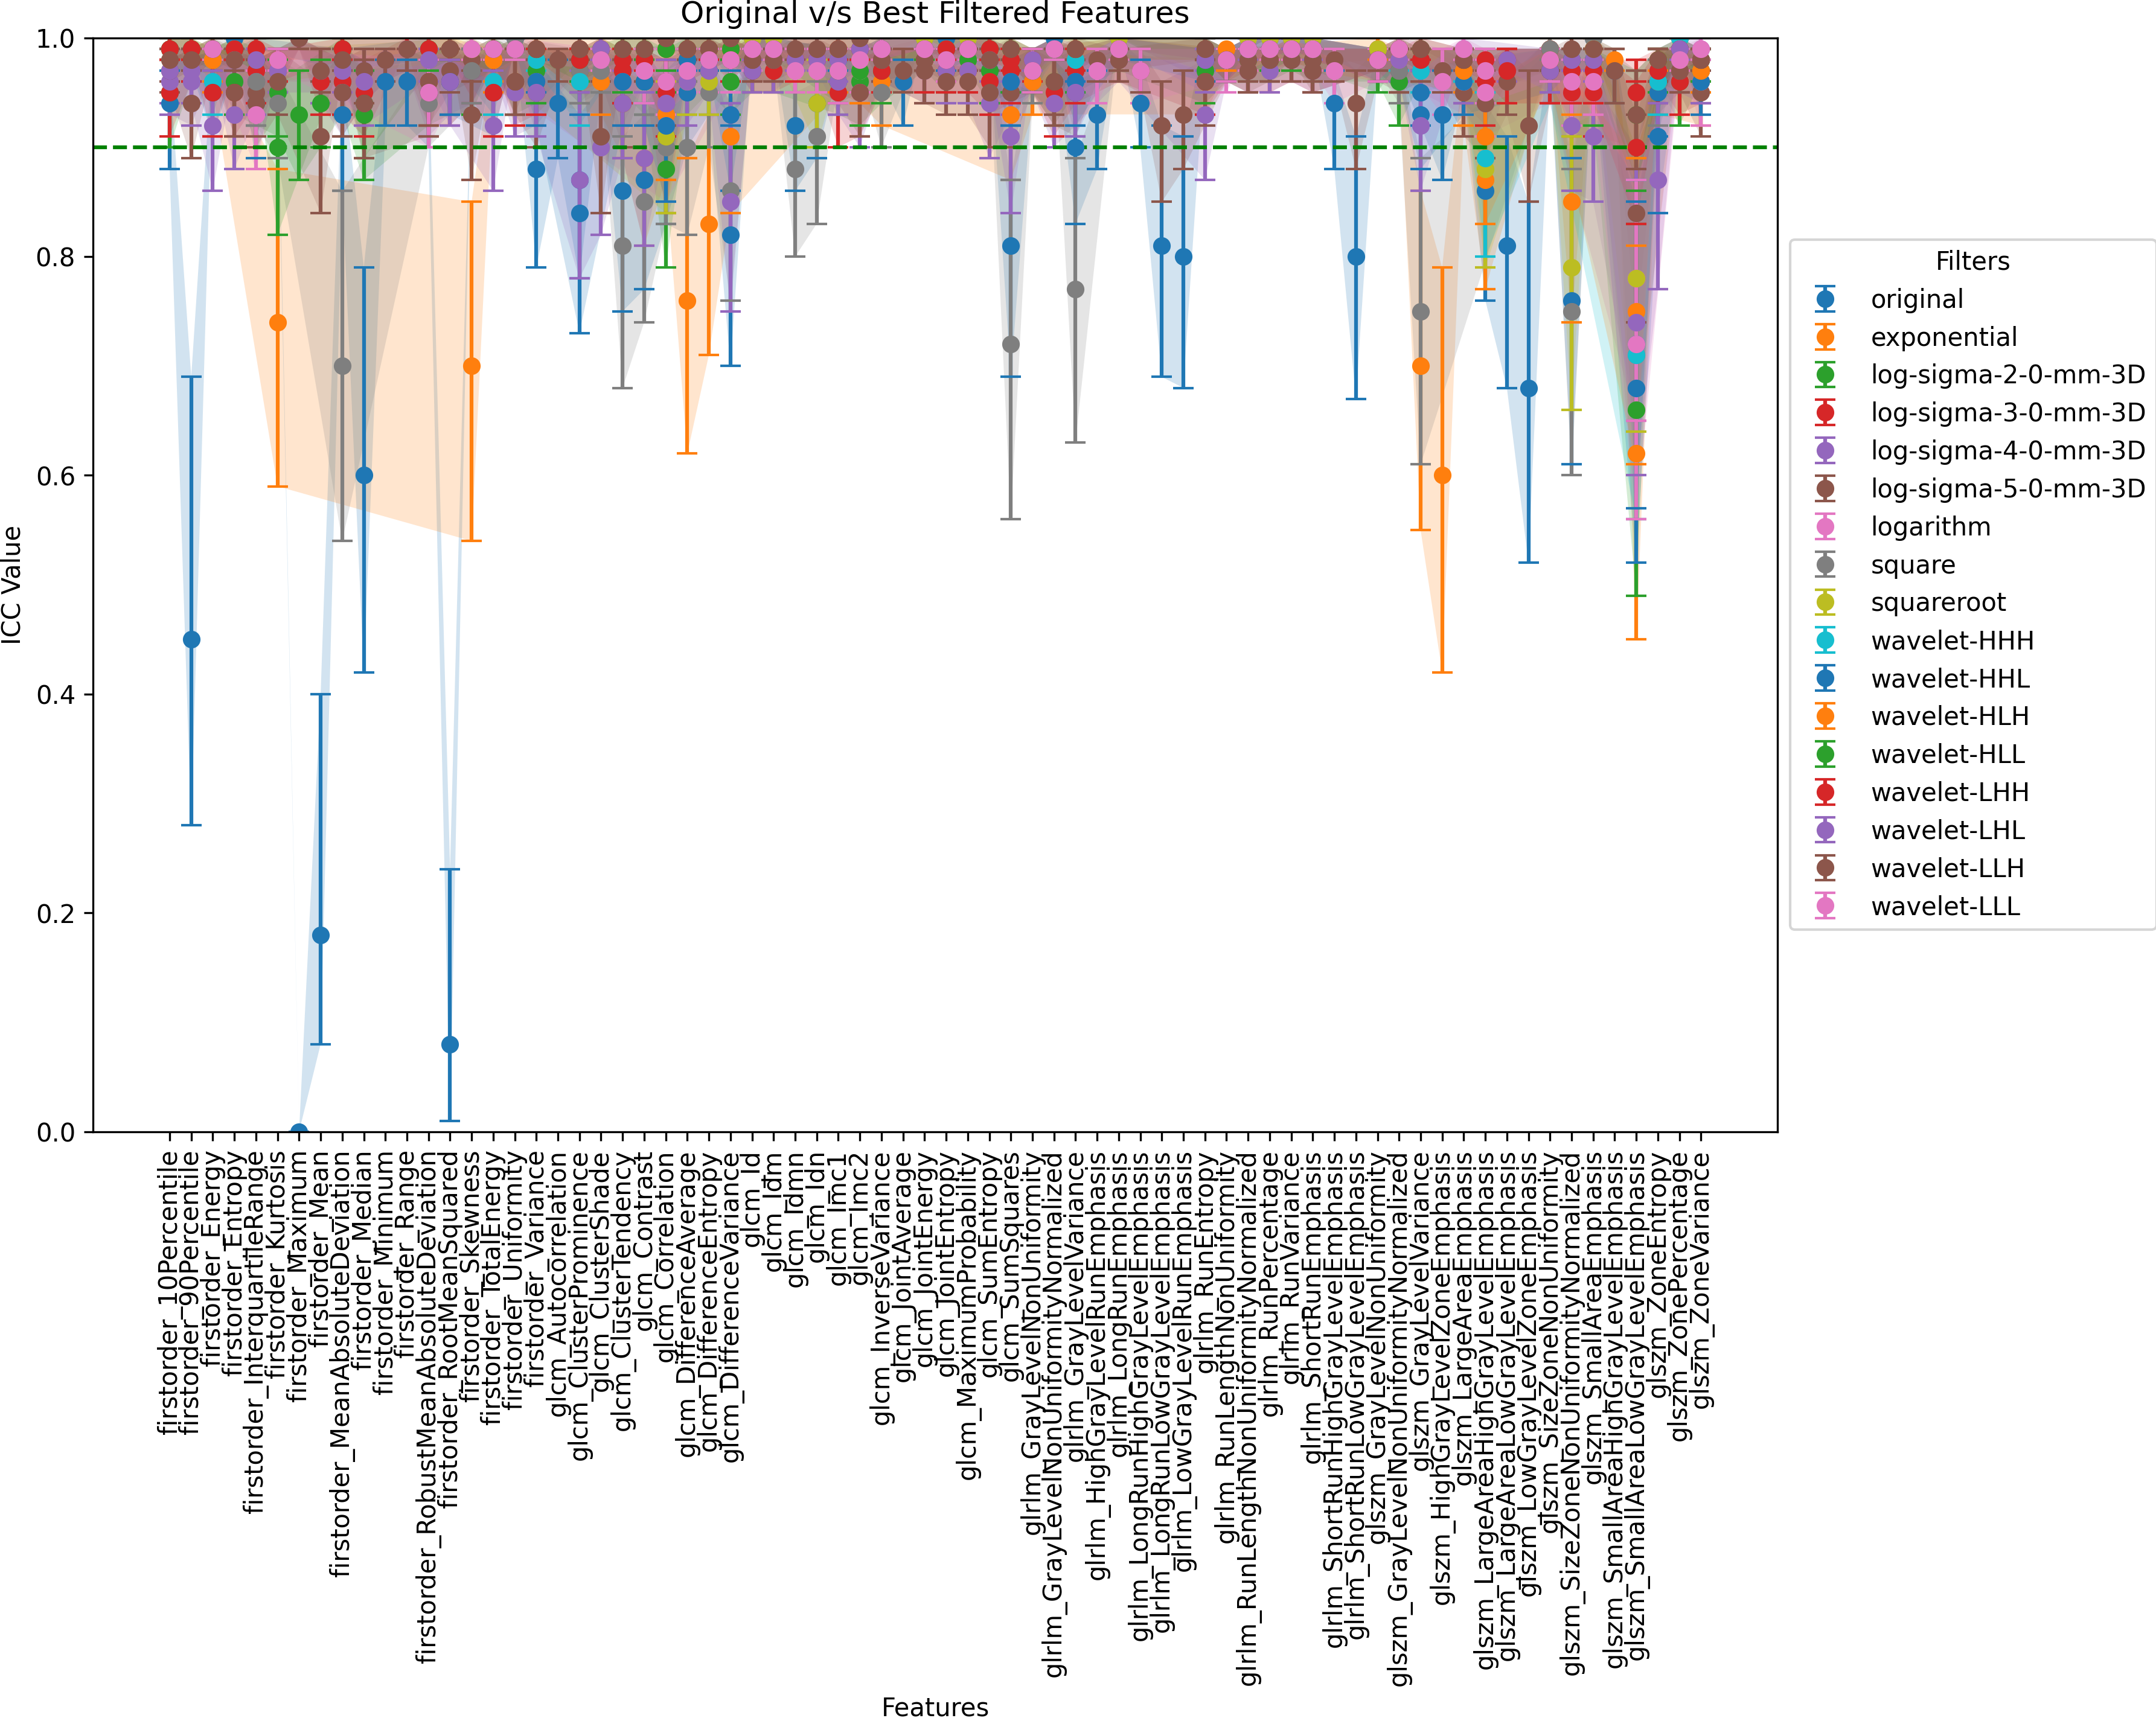 Original v/s Best Filtered Features
ICC Value
1.0
0.8
0.6
0.4
0.2
0.0
Filters
original
exponential
log-sigma-2-0-mm-3D
log-sigma-3-0-mm-3D
log-sigma-4-0-mm-3D
log-sigma-5-0-mm-3D
logarithm
square
squareroot
wavelet-HHH
wavelet-HHL
wavelet-HLH
wavelet-HLL
wavelet-LHH
wavelet-LHL
wavelet-LLH
wavelet-LLL
firstorder_10Percentile
firstorder_90Percentile
firstorder_Energy
firstorder_Entropy
firstorder_InterquartileRange
firstorder_Kurtosis
firstorder_Maximum
firstorder_Mean
firstorder_MeanAbsoluteDeviation
firstorder_Median
firstorder_Minimum
firstorder_Range
firstorder_RobustMeanAbsoluteDeviation
firstorder_RootMeanSquared
firstorder_Skewness
firstorder_TotalEnergy
firstorder_Uniformity
firstorder_Variance
glcm_Autocorrelation
glcm_ClusterProminence
glcm_ClusterShade
glcm_ClusterTendency
glcm_Contrast
glcm_Correlation
glcm_DifferenceAverage
glcm_DifferenceEntropy
glcm_DifferenceVariance
glcm_Id
glcm_Idm
glcm_Idmn
glcm_Idn
glcm_Imc1
glcm_Imc2
glcm_InverseVariance
glcm_JointAverage
glcm_JointEnergy
glcm_JointEntropy
glcm_MaximumProbability
glcm_SumEntropy
glcm_SumSquares
glrlm_GrayLevelNonUniformity
glrlm_GrayLevelNonUniformityNormalized
glrlm_GrayLevelVariance
glrlm_HighGrayLevelRunEmphasis
glrlm_LongRunEmphasis
glrlm_LongRunHighGrayLevelEmphasis
glrlm_LongRunLowGrayLevelEmphasis
glrlm_LowGrayLevelRunEmphasis
glrlm_RunEntropy
glrlm_RunLengthNonUniformity
glrlm_RunLengthNonUniformityNormalized
glrlm_RunPercentage
glrlm_RunVariance
glrlm_ShortRunEmphasis
glrlm_ShortRunHighGrayLevelEmphasis
glrlm_ShortRunLowGrayLevelEmphasis
glszm_GrayLevelNonUniformity
glszm_GrayLevelNonUniformityNormalized
glszm_GrayLevelVariance
glszm_HighGrayLevelZoneEmphasis
glszm_LargeAreaEmphasis
glszm_LargeAreaHighGrayLevelEmphasis
glszm_LargeAreaLowGrayLevelEmphasis
glszm_LowGrayLevelZoneEmphasis
glszm_SizeZoneNonUniformity
glszm_SizeZoneNonUniformityNormalized
glszm_SmallAreaEmphasis
glszm_SmallAreaHighGrayLevelEmphasis
glszm_SmallAreaLowGrayLevelEmphasis
glszm_ZoneEntropy
glszm_ZonePercentage
glszm_ZoneVariance
Features